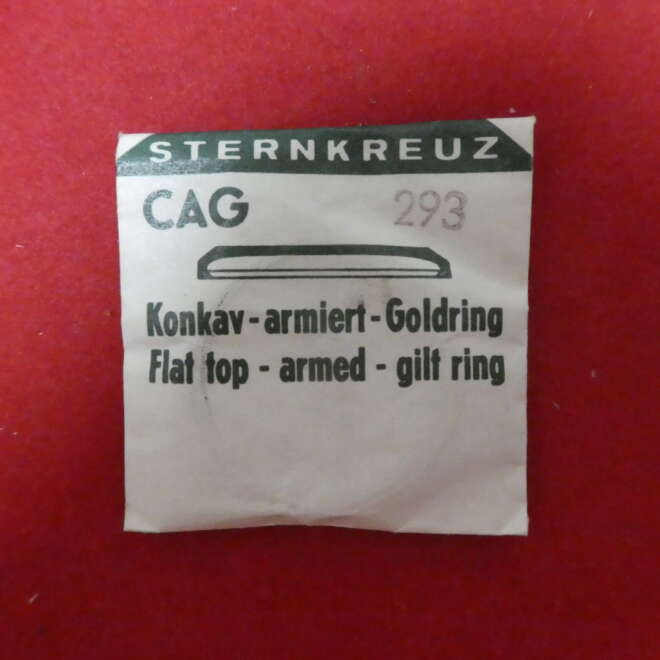 STERNKREUZ
CAG 293
Konkav-armiert-Goldring
Flat top - armed - gilt ring